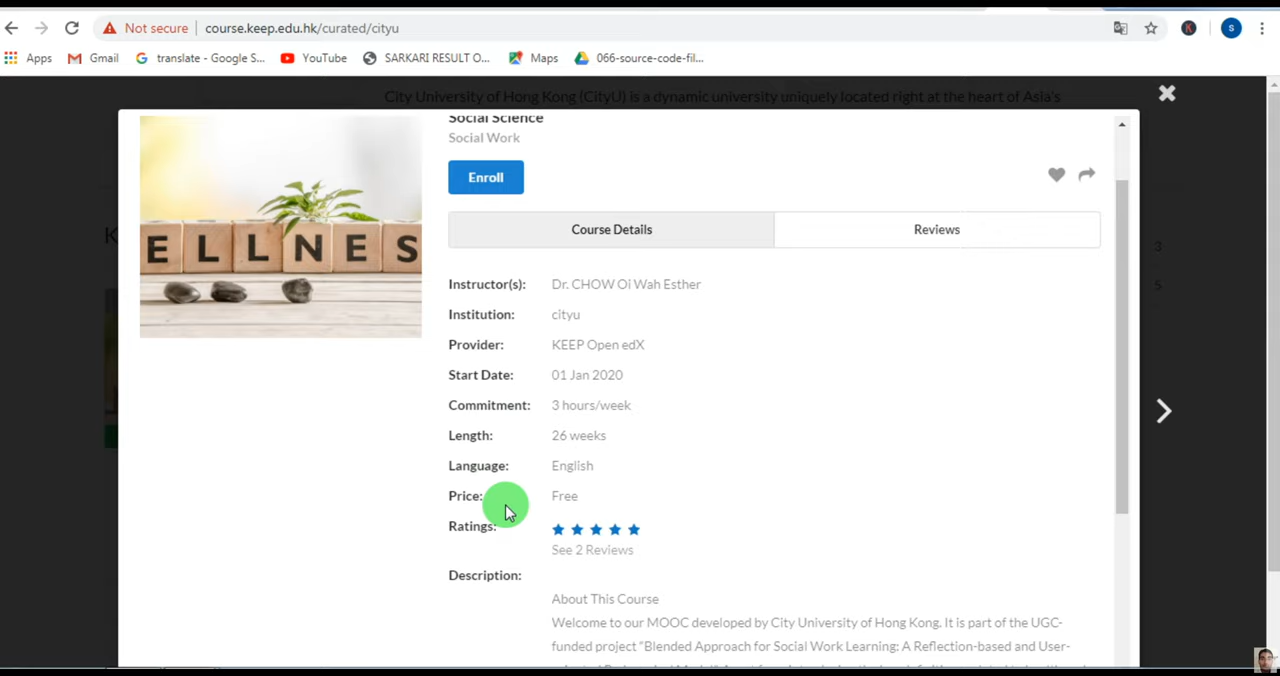 Not secure | course.keep.edu.hk/curated/cityu
K
s
Apps
Gmail
translate - Google S...
YouTube
SARKARI RESULT O...
Maps
066-source-code-fil...
City University of Hong Kong (CityU) is a dynamic university uniquely located right at the heart of Asia's
Social Science
Social Work
Enroll
Course Details
Reviews
ELLNES
K
3
5
Instructor(s): Dr. CHOW Oi Wah Esther
Institution: cityu
Provider: KEEP Open edX
Start Date: 01 Jan 2020
Commitment: 3 hours/week
Length: 26 weeks
Language: English
Price: Free
Ratings:
See 2 Reviews
Description:
About This Course
Welcome to our MOOC developed by City University of Hong Kong. It is part of the UGC-
funded project "Blended Approach for Social Work Learning: A Reflection-based and User-